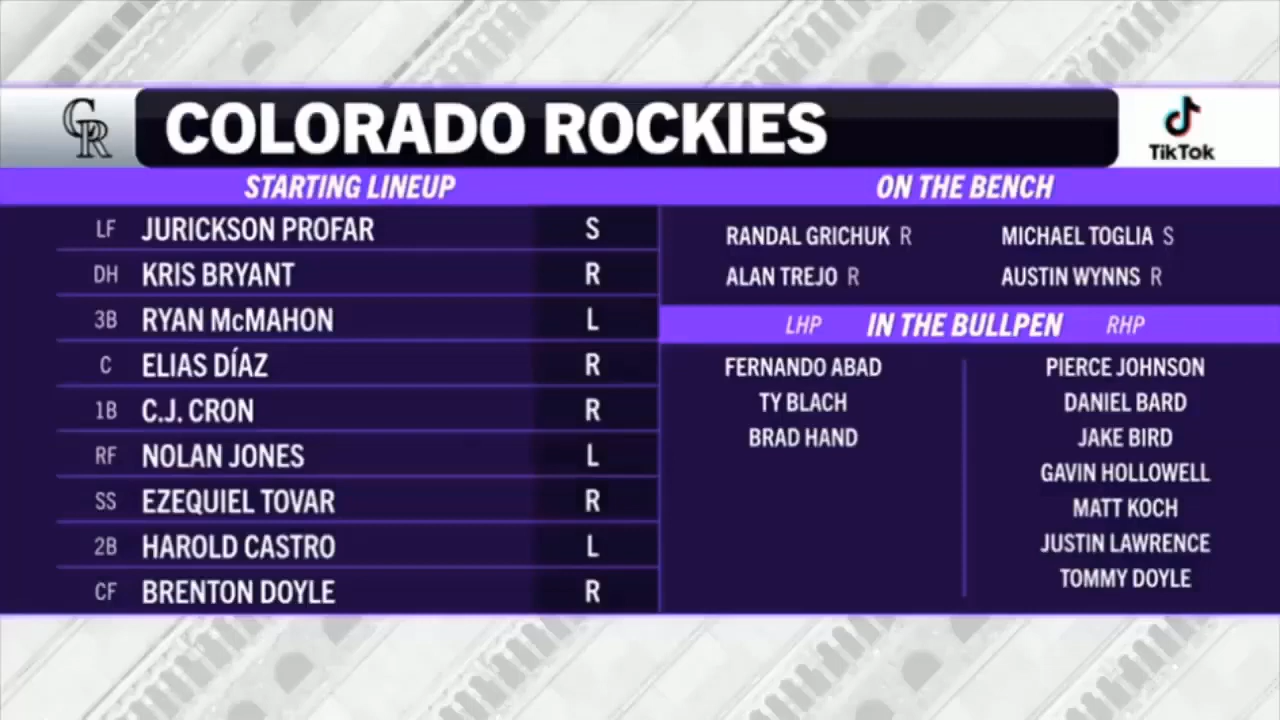 CR
COLORADO ROCKIES
TikTok
STARTING LINEUP
LF JURICKSON PROFAR S
DH KRIS BRYANT R
3B RYAN McMAHON L
C ELIAS DÍAZ R
1B C.J. CRON R
RF NOLAN JONES L
SS EZEQUIEL TOVAR R
2B HAROLD CASTRO L
CF BRENTON DOYLE R
ON THE BENCH
RANDAL GRICHUK R MICHAEL TOGLIA S
ALAN TREJO R AUSTIN WYNNS R
LHP IN THE BULLPEN RHP
FERNANDO ABAD
TY BLACH
BRAD HAND
PIERCE JOHNSON
DANIEL BARD
JAKE BIRD
GAVIN HOLLOWELL
MATT KOCH
JUSTIN LAWRENCE
TOMMY DOYLE